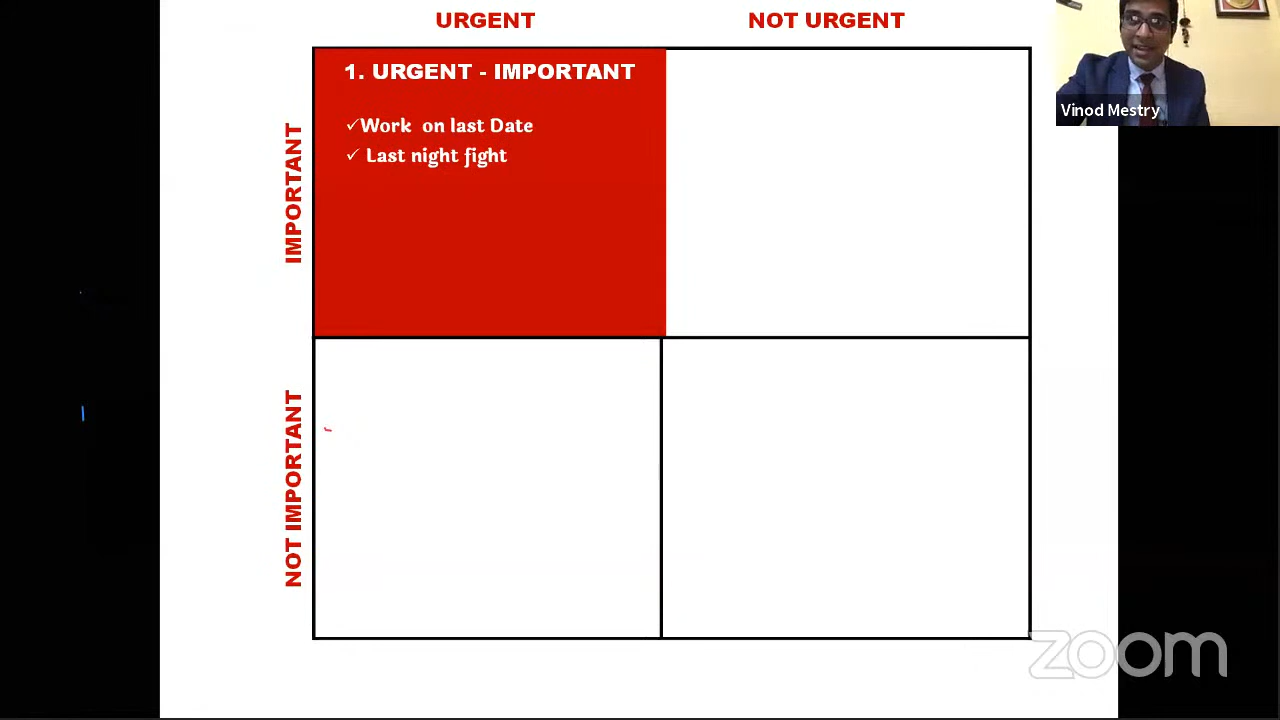 URGENT
NOT URGENT
Vinod Mestry
IMPORTANT
1. URGENT - IMPORTANT
✓Work on last Date
✓ Last night fight
NOT IMPORTANT
zoom